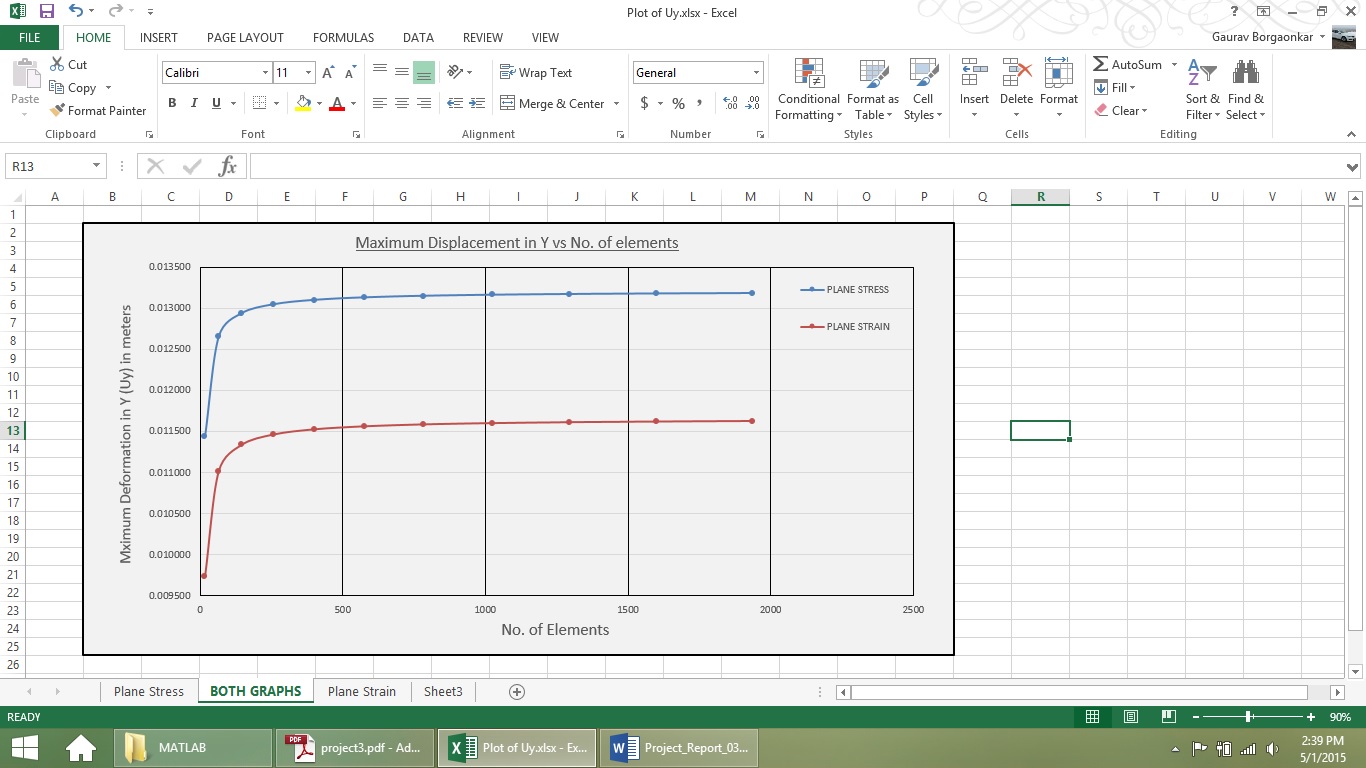 Plot of Uy.xlsx - Excel
FILE HOME INSERT PAGE LAYOUT FORMULAS DATA REVIEW VIEW
Gaurav Borgaonkar
Paste
Cut
Copy
Format Painter
Clipboard
Calibri 11
B I U
Font
Wrap Text
Merge & Center
Alignment
General
$ % ,
Number
Conditional Formatting
Format as Table
Cell Styles
Styles
Insert Delete Format
Cells
AutoSum
Fill
Clear
Sort & Filter
Find & Select
Editing
R13
fx
A B C D E F G H I J K L M N O P Q R S T U V W
1
2
3
4
5
6
7
8
9
10
11
12
13
14
15
16
17
18
19
20
21
22
23
24
25
26
Maximum Displacement in Y vs No. of elements
Mximum Deformation in Y (Uy) in meters
0.013500
0.013000
0.012500
0.012000
0.011500
0.011000
0.010500
0.010000
0.009500
0 500 1000 1500 2000 2500
No. of Elements
PLANE STRESS
PLANE STRAIN
Plane Stress BOTH GRAPHS Plane Strain Sheet3
READY
90%
MATLAB
project3.pdf - Ad...
Plot of Uy.xlsx - Ex...
Project_Report_03...
2:39 PM
5/1/2015